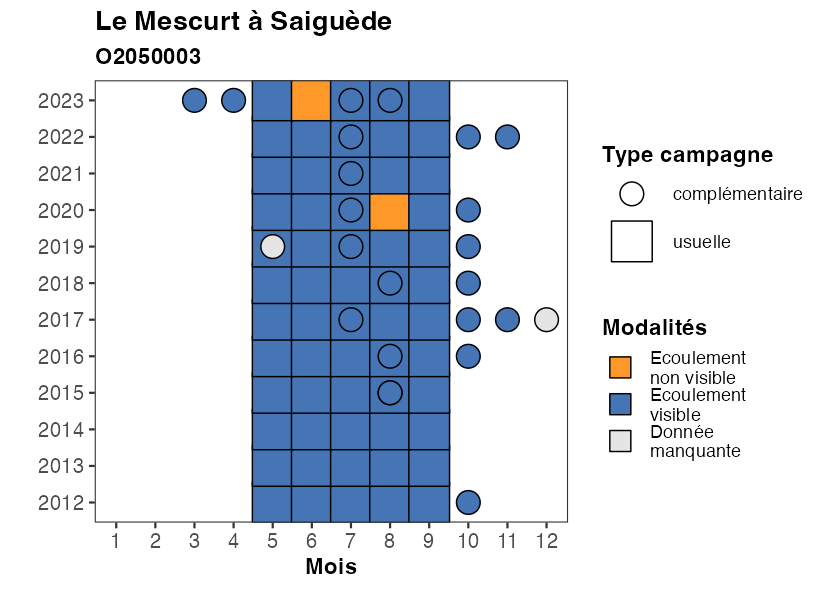 Le Mescurt à Saiguède
O2050003
2023
2022
2021
2020
2019
2018
2017
2016
2015
2014
2013
2012
1 2 3 4 5 6 7 8 9 10 11 12
Mois
Type campagne
complémentaire
usuelle
Modalités
Ecoulement
non visible
Ecoulement
visible
Donnée
manquante